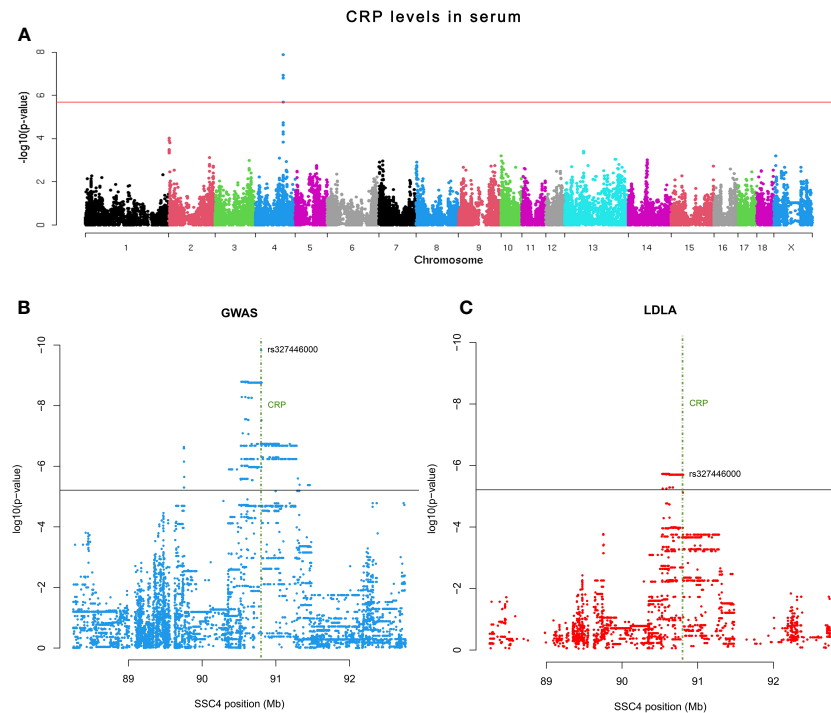 CRP levels in serum
A
-log10(p-value)
8
6
4
2
0
1 2 3 4 5 6 7 8 9 10 11 12 13 14 15 16 17 18 X
Chromosome
B
GWAS
log10(p-value)
-10
-8
-6
-4
-2
0
rs327446000
CRP
89 90 91 92
SSC4 position (Mb)
C
LDLA
log10(p-value)
-10
-8
-6
-4
-2
0
CRP
rs327446000
89 90 91 92
SSC4 position (Mb)